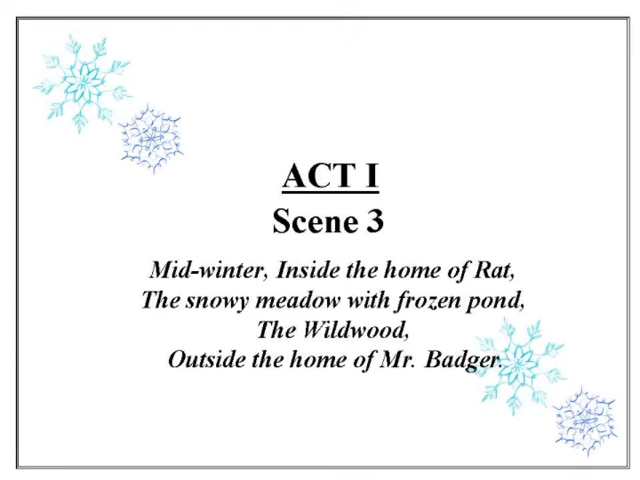 ACT I
Scene 3
Mid-winter, Inside the home of Rat,
The snowy meadow with frozen pond,
The Wildwood,
Outside the home of Mr. Badger.